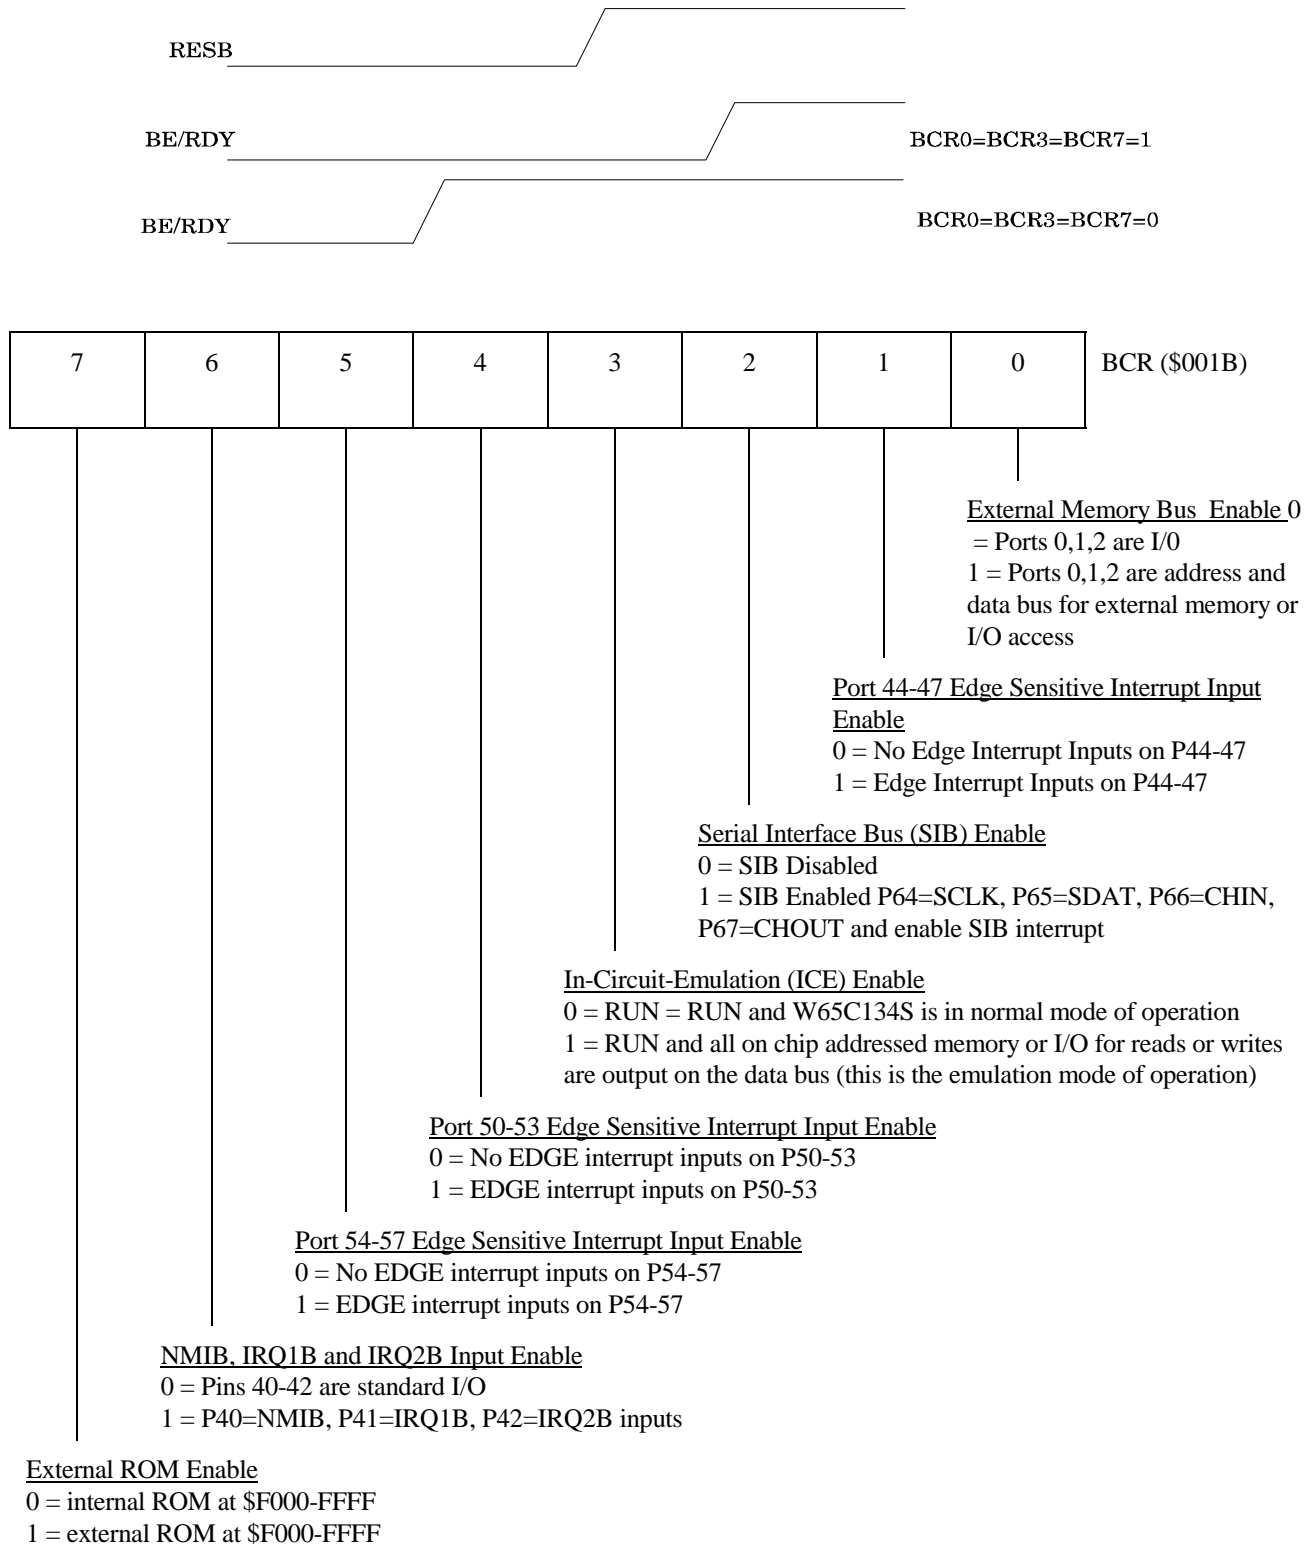 RESB
BE/RDY
BCR0=BCR3=BCR7=1
BE/RDY
BCR0=BCR3=BCR7=0
7 6 5 4 3 2 1 0 BCR ($001B)
External Memory Bus Enable 0
= Ports 0,1,2 are I/0
1 = Ports 0,1,2 are address and
data bus for external memory or
I/O access
Port 44-47 Edge Sensitive Interrupt Input
Enable
0 = No Edge Interrupt Inputs on P44-47
1 = Edge Interrupt Inputs on P44-47
Serial Interface Bus (SIB) Enable
0 = SIB Disabled
1 = SIB Enabled P64=SCLK, P65=SDAT, P66=CHIN,
P67=CHOUT and enable SIB interrupt
In-Circuit-Emulation (ICE) Enable
0 = RUN = RUN and W65C134S is in normal mode of operation
1 = RUN and all on chip addressed memory or I/O for reads or writes
are output on the data bus (this is the emulation mode of operation)
Port 50-53 Edge Sensitive Interrupt Input Enable
0 = No EDGE interrupt inputs on P50-53
1 = EDGE interrupt inputs on P50-53
Port 54-57 Edge Sensitive Interrupt Input Enable
0 = No EDGE interrupt inputs on P54-57
1 = EDGE interrupt inputs on P54-57
NMIB, IRQ1B and IRQ2B Input Enable
0 = Pins 40-42 are standard I/O
1 = P40=NMIB, P41=IRQ1B, P42=IRQ2B inputs
External ROM Enable
0 = internal ROM at $F000-FFFF
1 = external ROM at $F000-FFFF